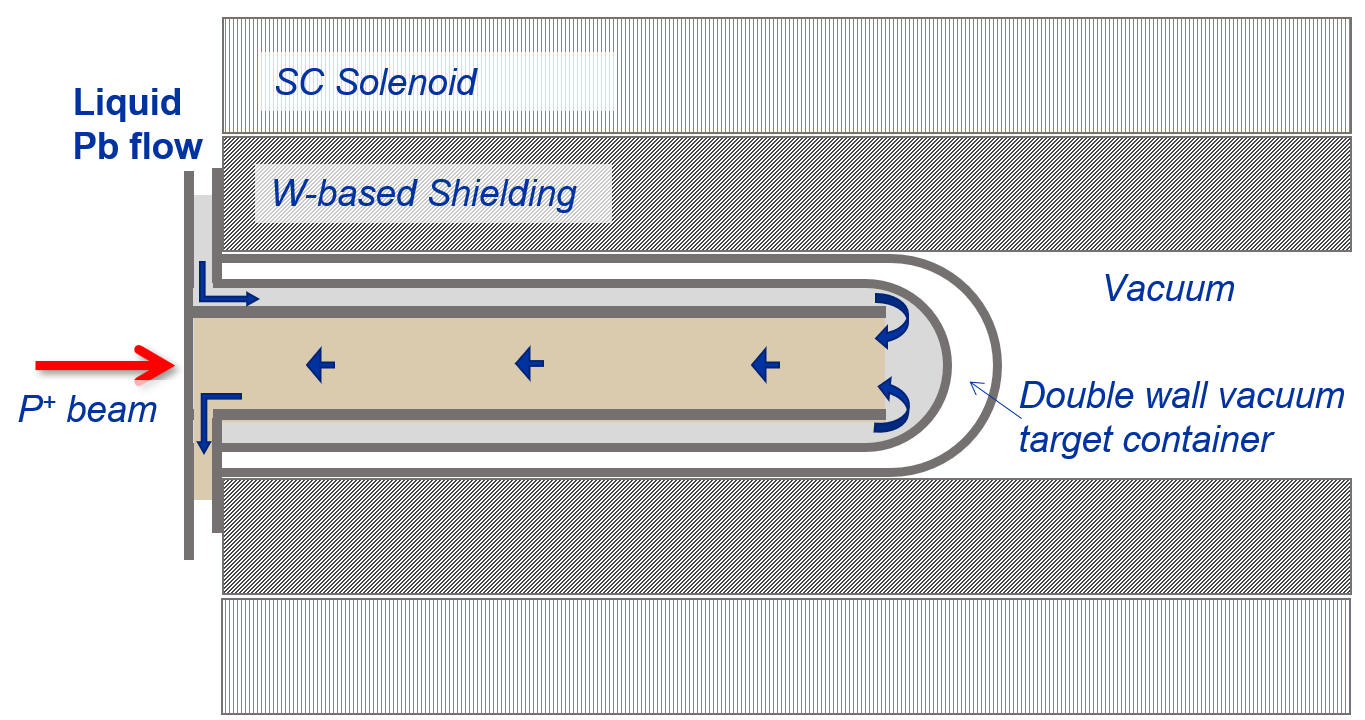 SC Solenoid
Liquid
Pb flow
W-based Shielding
Vacuum
P⁺ beam
Double wall vacuum
target container